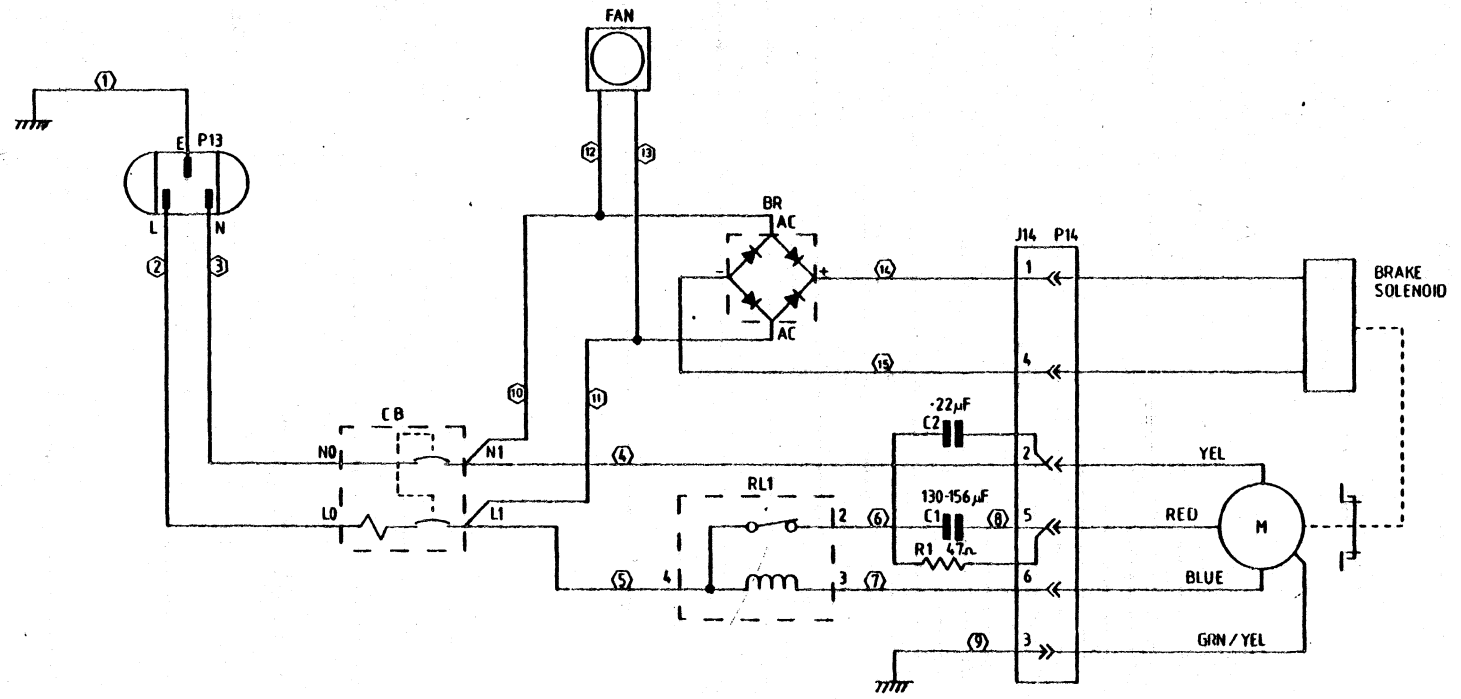 FAN
1
E P13
12
13
L N
2
3
BR
AC
- +
AC
14
J14 P14
1
BRAKE
SOLENOID
15
4
10
11
CB
.22µF
C2
N0
N1
4
2
YEL
RL1
130-156µF
L0
L1
2
6
C1
8
5
RED
M
R1 47Ω
5
4
3
7
6
BLUE
9
3
GRN/YEL